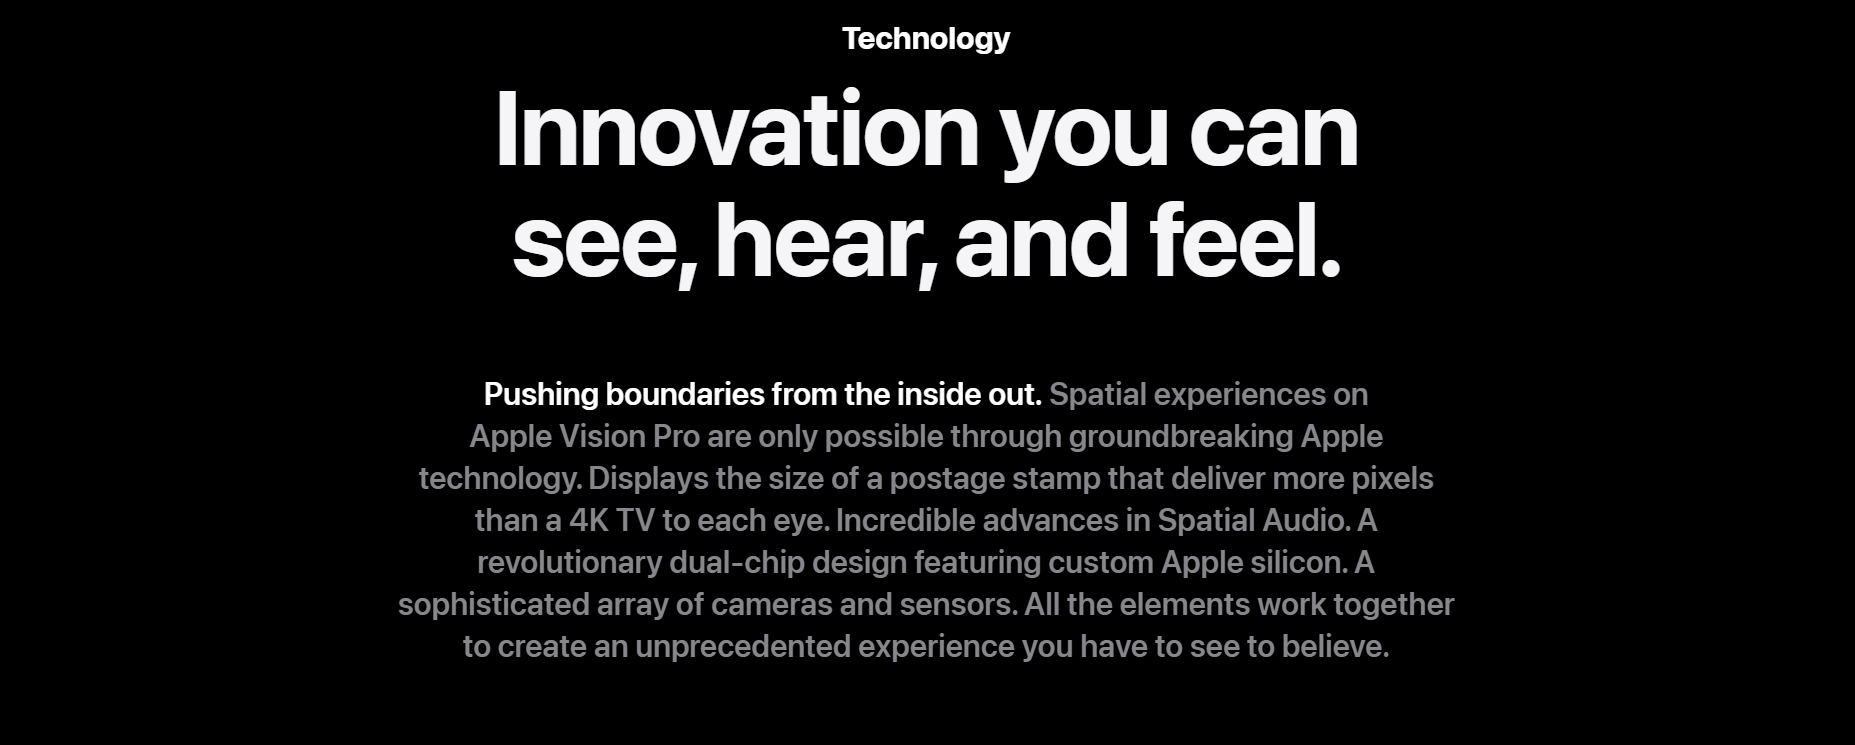 Technology
Innovation you can
see, hear, and feel.
Pushing boundaries from the inside out. Spatial experiences on
Apple Vision Pro are only possible through groundbreaking Apple
technology. Displays the size of a postage stamp that deliver more pixels
than a 4K TV to each eye. Incredible advances in Spatial Audio. A
revolutionary dual-chip design featuring custom Apple silicon. A
sophisticated array of cameras and sensors. All the elements work together
to create an unprecedented experience you have to see to believe.